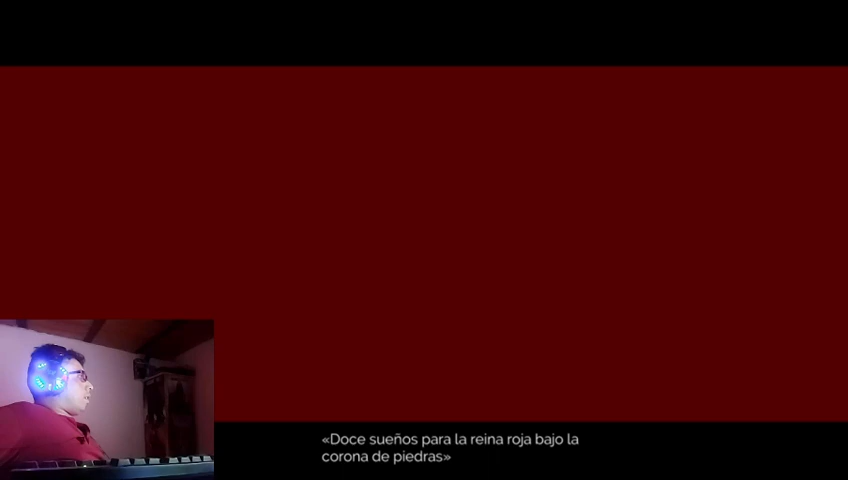 «Doce sueños para la reina roja bajo la
corona de piedras»